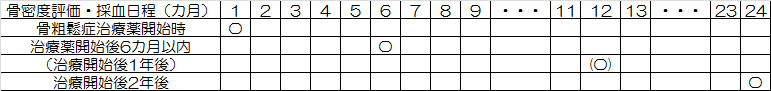 骨密度評価・採血日程（カ月） 1 2 3 4 5 6 7 8 9 ・・・ 11 12 13 ・・・ 23 24
骨粗鬆症治療薬開始時 〇
治療薬開始後6カ月以内 〇
（治療開始後1年後） (〇)
治療開始後2年後 〇